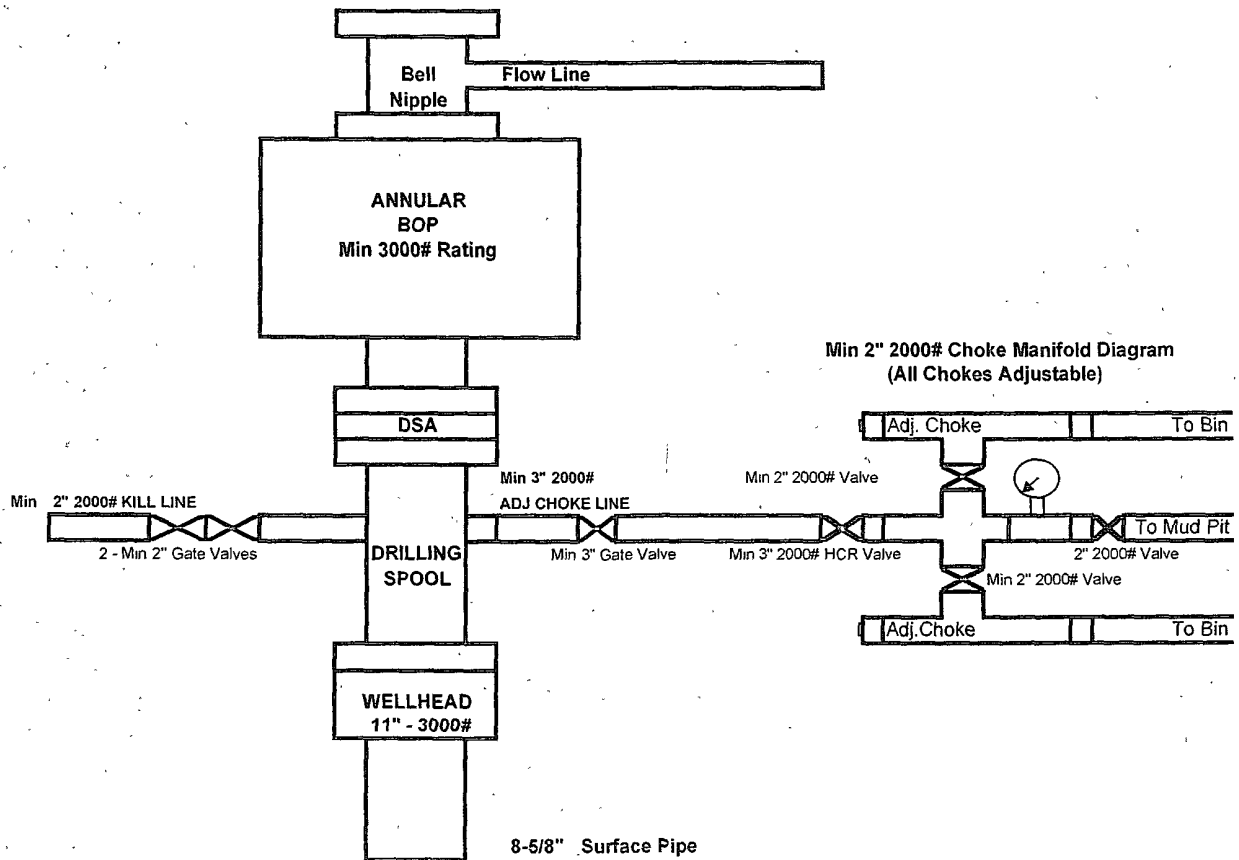 Bell
Nipple
Flow Line
ANNULAR
BOP
Min 3000# Rating
Min 2" 2000# Choke Manifold Diagram
(All Chokes Adjustable)
DSA
Adj. Choke
To Bin
Min 3" 2000#
Min 2" 2000# Valve
Min 2" 2000# KILL LINE
ADJ CHOKE LINE
To Mud Pit
2 - Min 2" Gate Valves
DRILLING
SPOOL
Min 3" Gate Valve
Min 3" 2000# HCR Valve
2" 2000# Valve
Min 2" 2000# Valve
Adj.Choke
To Bin
WELLHEAD
11" - 3000#
8-5/8" Surface Pipe